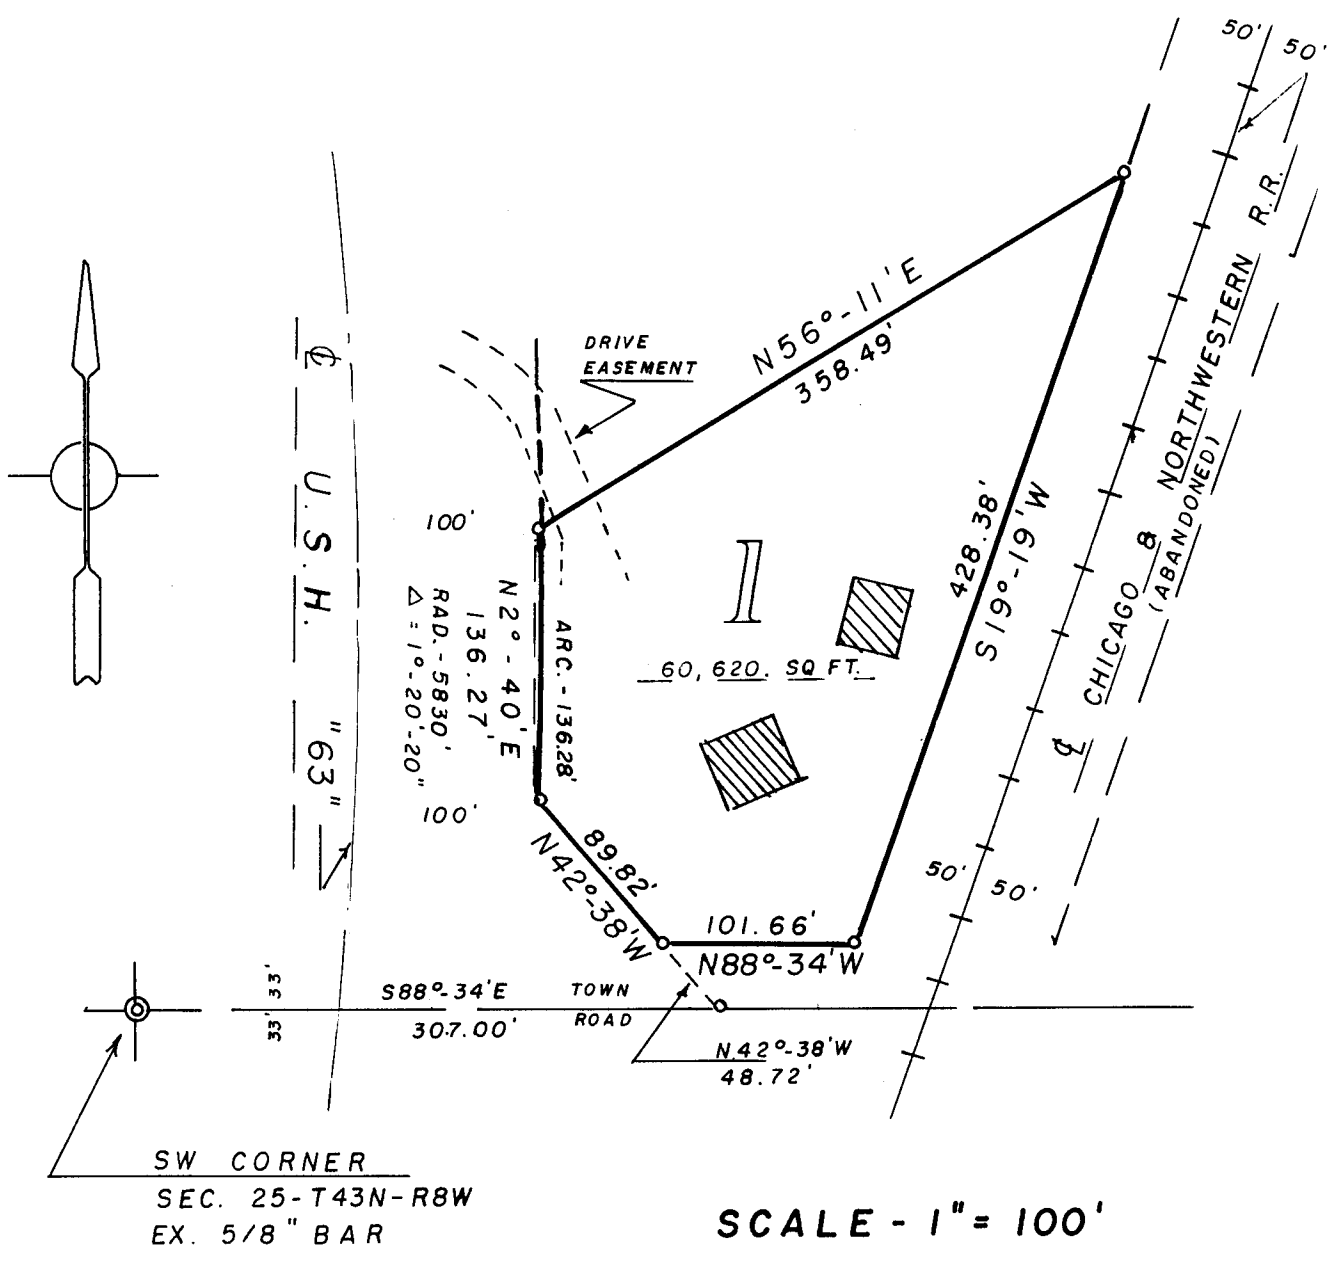 50'
50'
CHICAGO & NORTHWESTERN R.R.
(ABANDONED)
℄
DRIVE
EASEMENT
N56°-11'E
358.49'
℄ U.S.H. "63"
100'
N2°-40'E
136.27'
RAD.-5830'
△=1°-20'-20"
ARC.-136.28'
100'
1
60,620. SQ FT.
428.38'
S19°-19'W
89.82'
N42°-38'W
101.66'
N88°-34'W
50'
50'
33'
33'
S88°-34'E
307.00'
TOWN
ROAD
N.42°-38'W
48.72'
SW CORNER
SEC. 25-T43N-R8W
EX. 5/8" BAR
SCALE - 1"= 100'